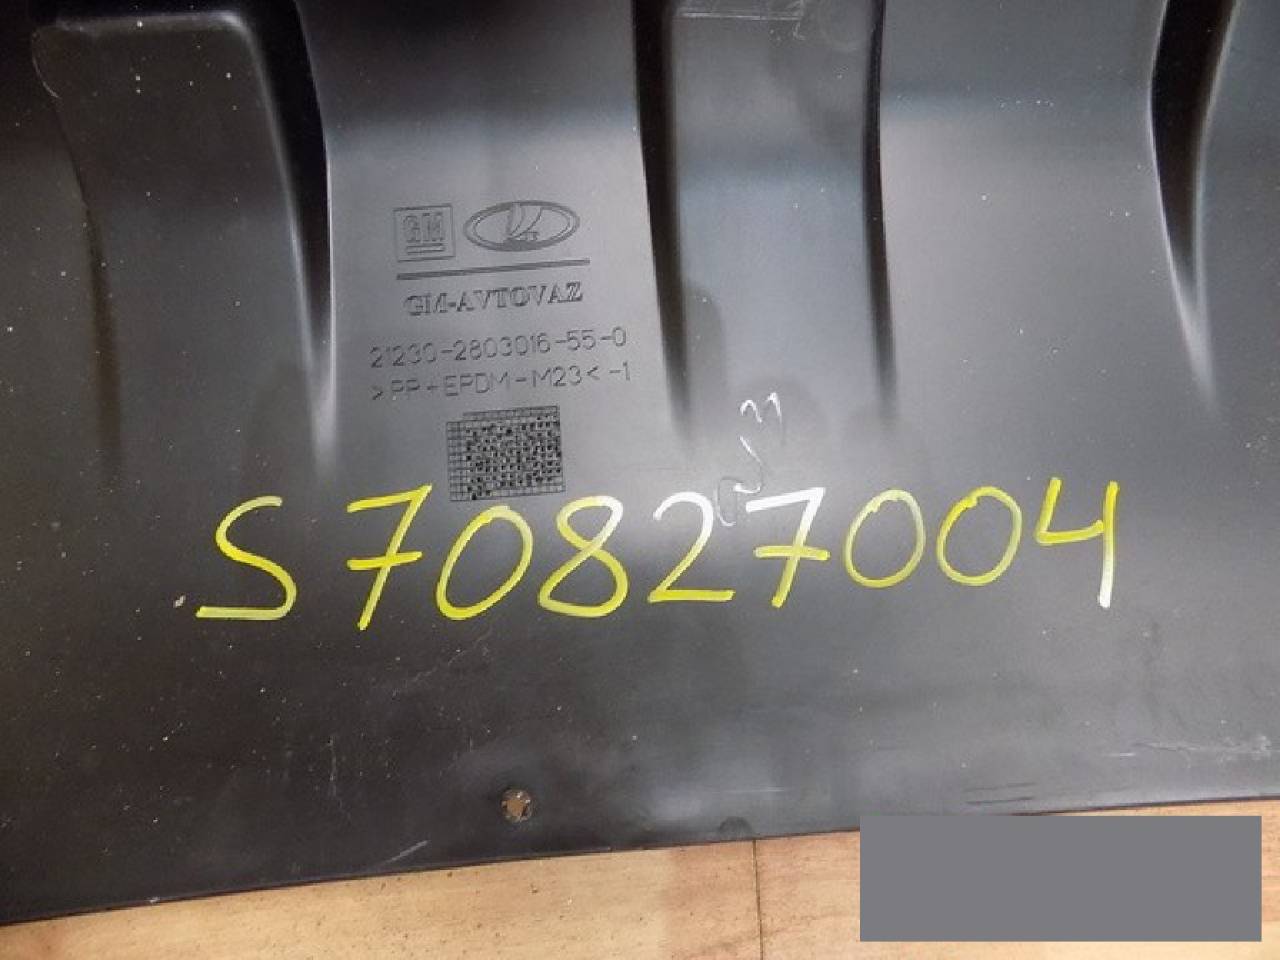 GM
GM-AVTOVAZ
21230-2803016-55-0
>PP+EPDM-M23<-1
S70827004